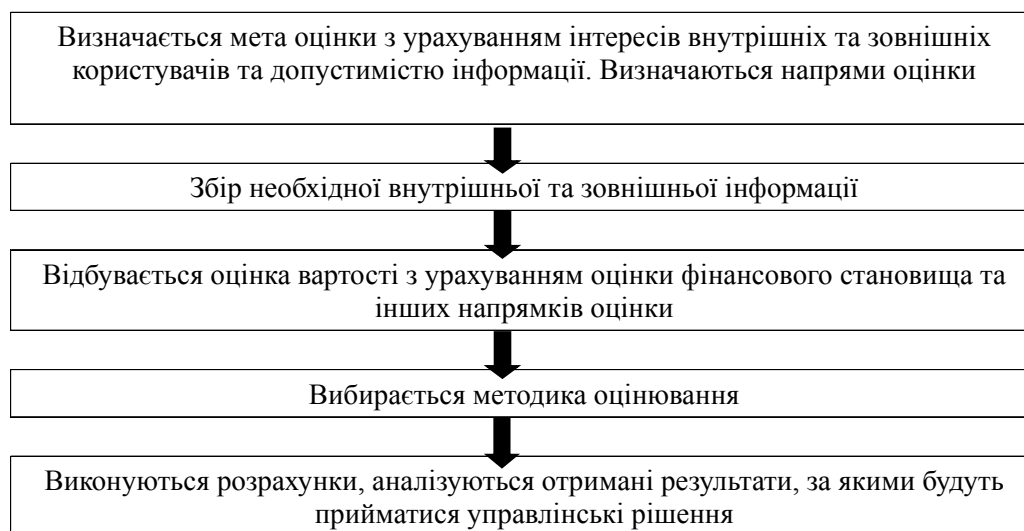 Визначається мета оцінки з урахуванням інтересів внутрішніх та зовнішніх
користувачів та допустимістю інформації. Визначаються напрями оцінки
Збір необхідної внутрішньої та зовнішньої інформації
Відбувається оцінка вартості з урахуванням оцінки фінансового становища та
інших напрямків оцінки
Вибирається методика оцінювання
Виконуються розрахунки, аналізуються отримані результати, за якими будуть
прийматися управлінські рішення